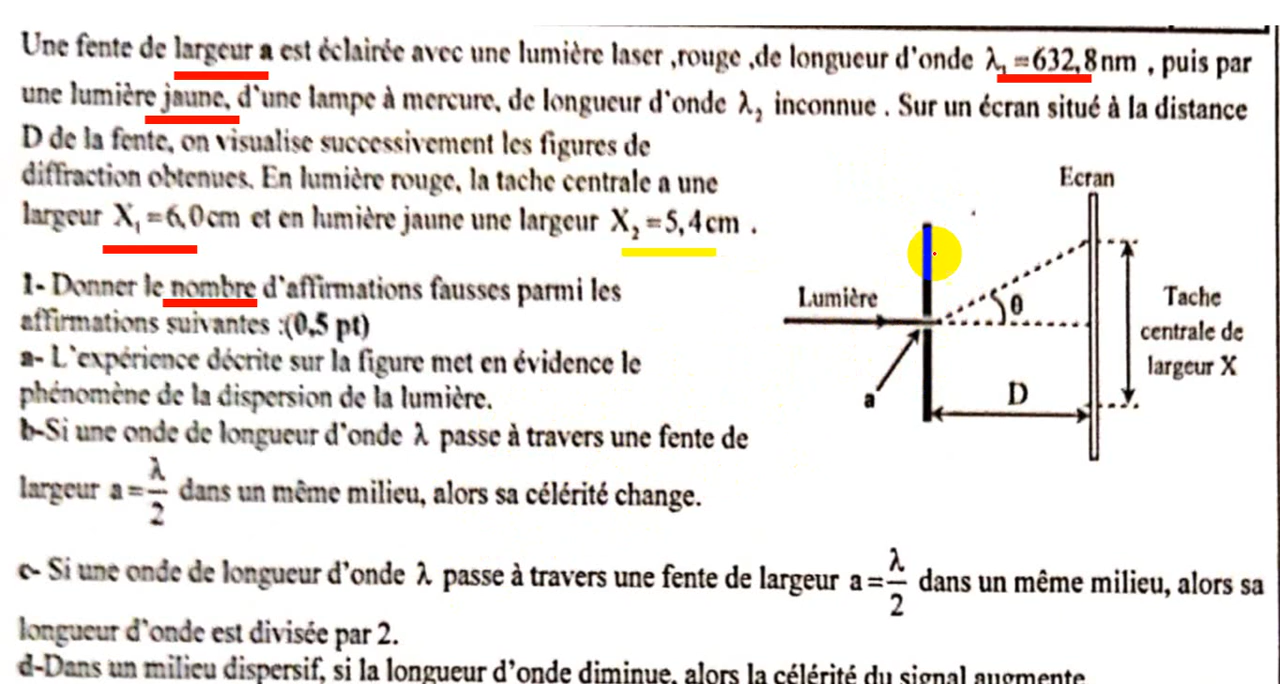 Une fente de largeur a est éclairée avec une lumière laser ,rouge ,de longueur d'onde λ₁ =632,8nm , puis par
une lumière jaune, d'une lampe à mercure, de longueur d'onde λ₂ inconnue . Sur un écran situé à la distance
D de la fente, on visualise successivement les figures de
diffraction obtenues. En lumière rouge, la tache centrale a une
largeur X₁ =6,0cm et en lumière jaune une largeur X₂ =5,4cm .
1- Donner le nombre d'affirmations fausses parmi les
affirmations suivantes :(0,5 pt)
a- L'expérience décrite sur la figure met en évidence le
phénomène de la dispersion de la lumière.
b-Si une onde de longueur d'onde λ passe à travers une fente de
largeur a = λ/2 dans un même milieu, alors sa célérité change.
c- Si une onde de longueur d'onde λ passe à travers une fente de largeur a = λ/2 dans un même milieu, alors sa
longueur d'onde est divisée par 2.
d-Dans un milieu dispersif, si la longueur d'onde diminue, alors la célérité du signal augmente
Ecran
Lumière
θ
Tache
centrale de
largeur X
a
D